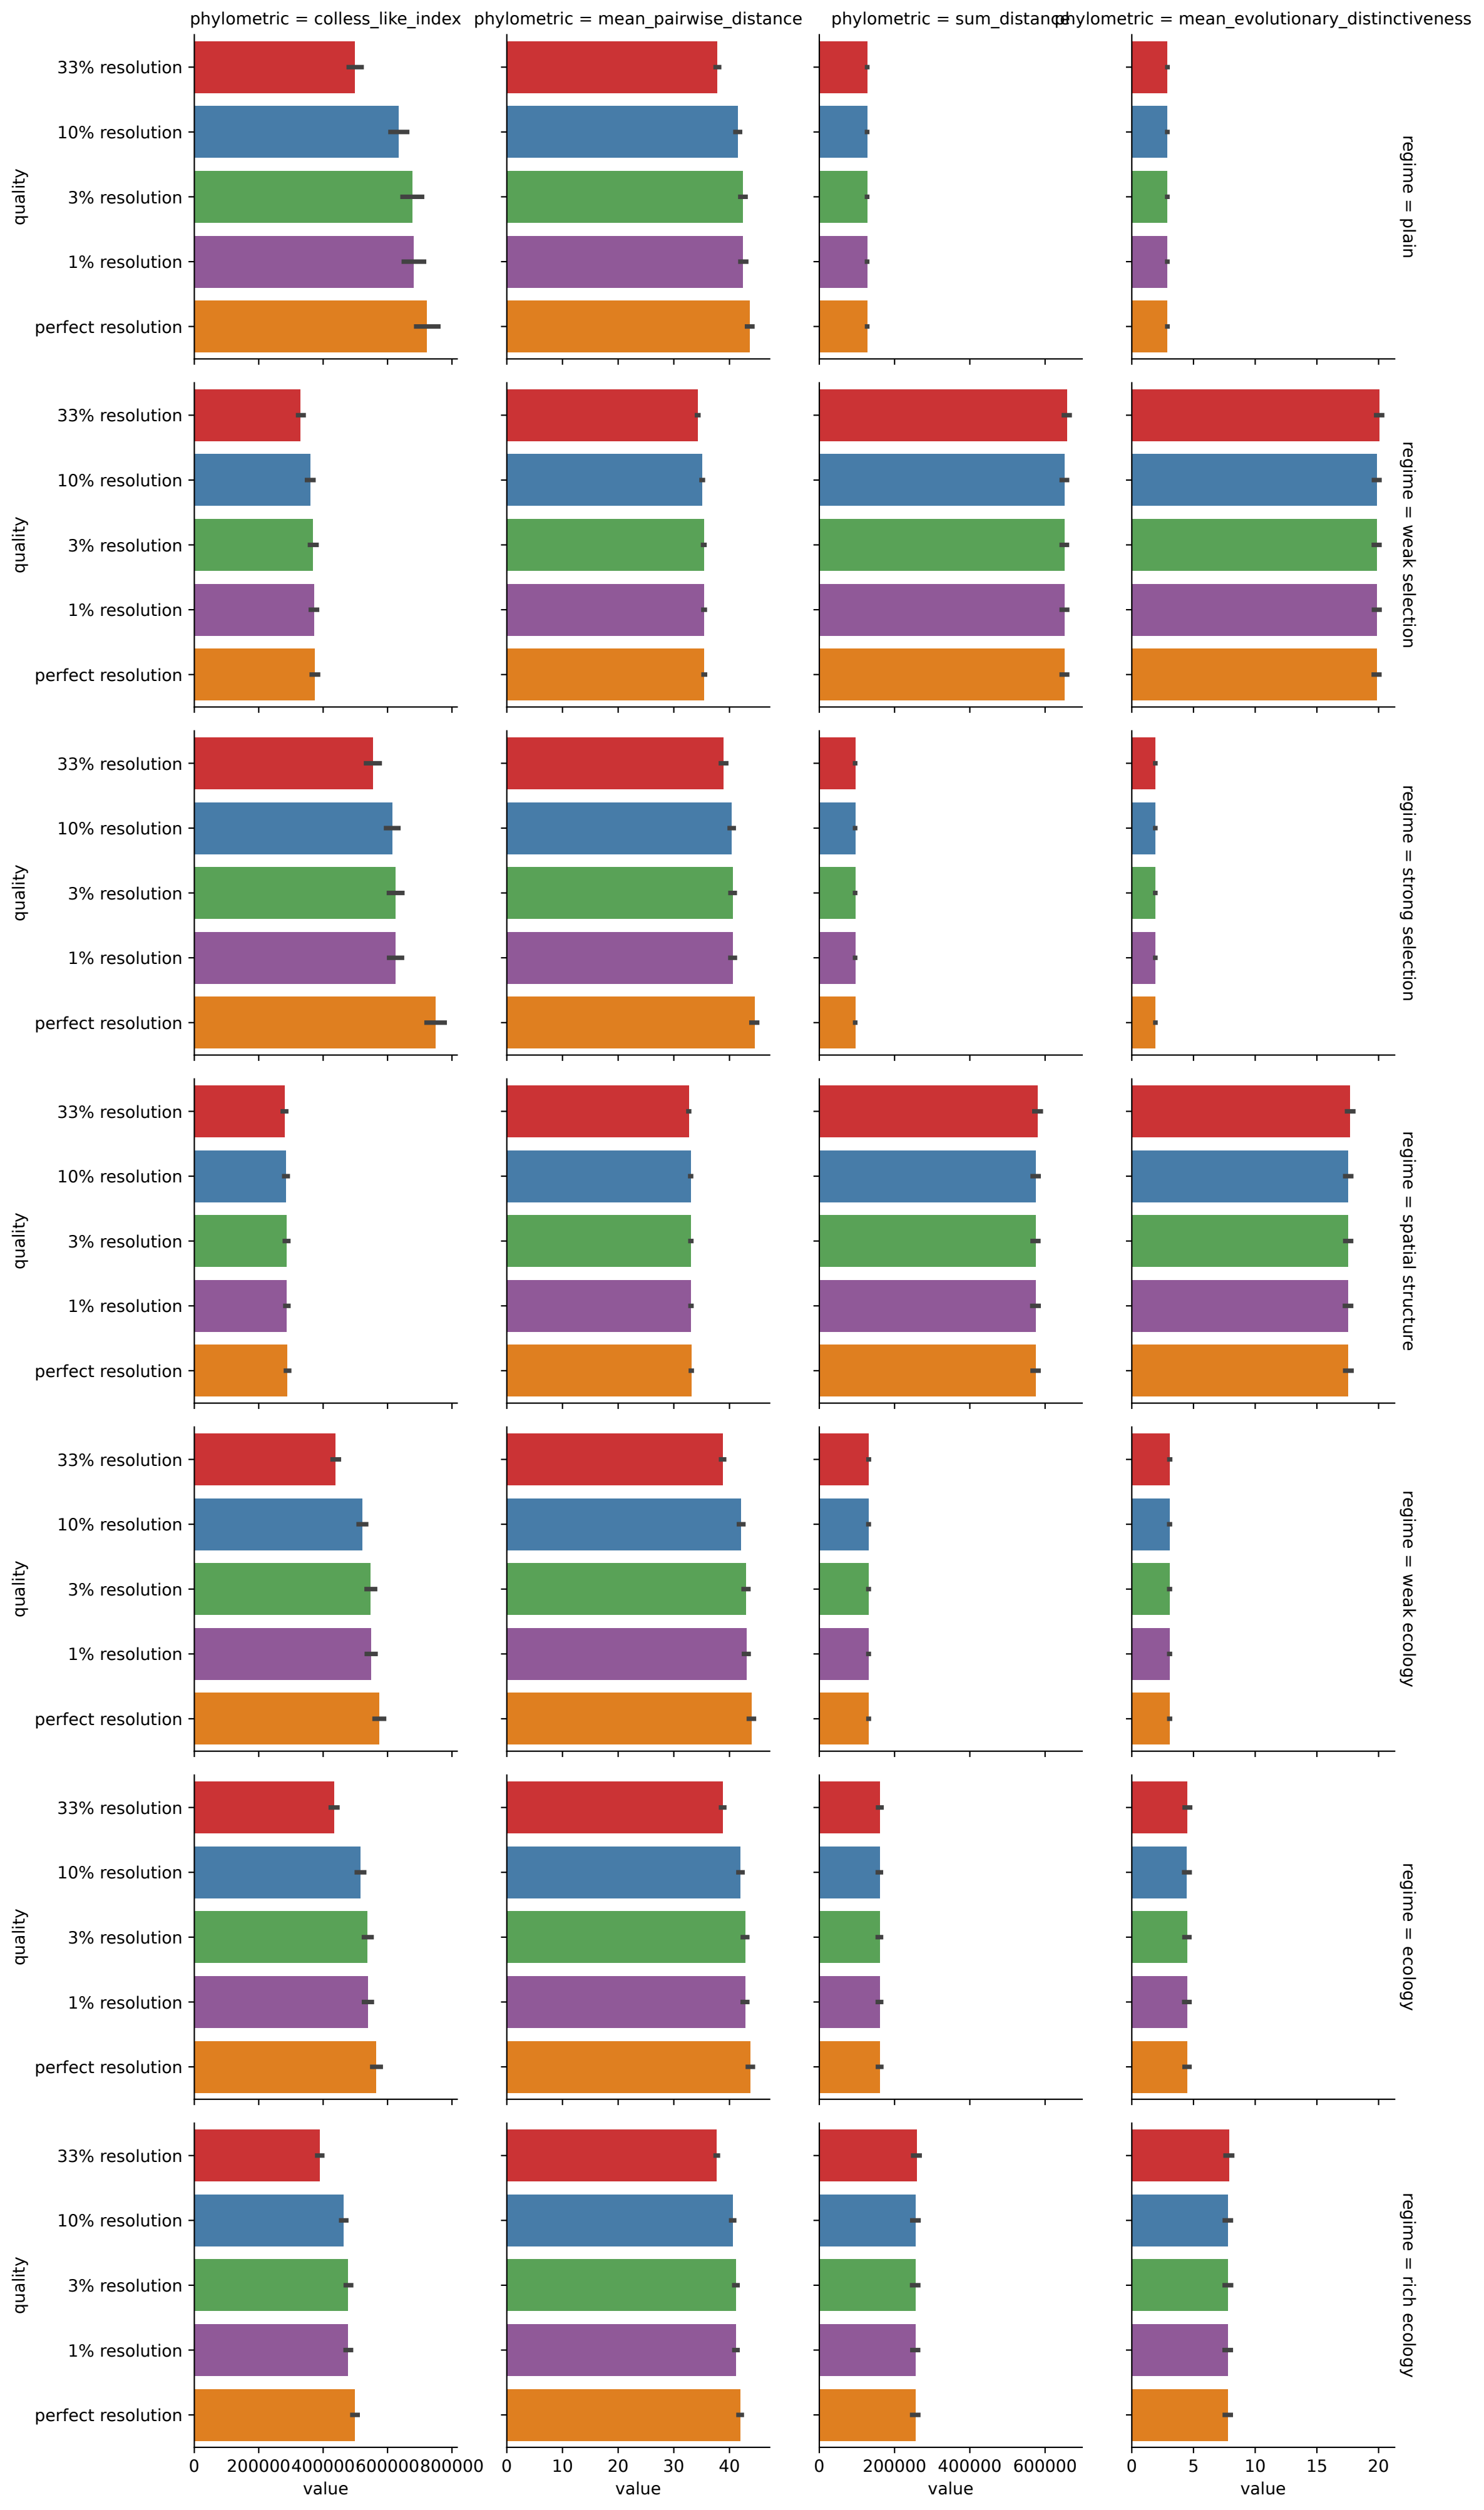 phylometric = colless_like_index
phylometric = mean_pairwise_distance
phylometric = sum_distance
phylometric = mean_evolutionary_distinctiveness
quality
33% resolution
10% resolution
3% resolution
1% resolution
perfect resolution
regime = plain
quality
33% resolution
10% resolution
3% resolution
1% resolution
perfect resolution
regime = weak selection
quality
33% resolution
10% resolution
3% resolution
1% resolution
perfect resolution
regime = strong selection
quality
33% resolution
10% resolution
3% resolution
1% resolution
perfect resolution
regime = spatial structure
quality
33% resolution
10% resolution
3% resolution
1% resolution
perfect resolution
regime = weak ecology
quality
33% resolution
10% resolution
3% resolution
1% resolution
perfect resolution
regime = ecology
quality
33% resolution
10% resolution
3% resolution
1% resolution
perfect resolution
regime = rich ecology
0 200000 400000 600000 800000
value
0 10 20 30 40
value
0 200000 400000 600000
value
0 5 10 15 20
value